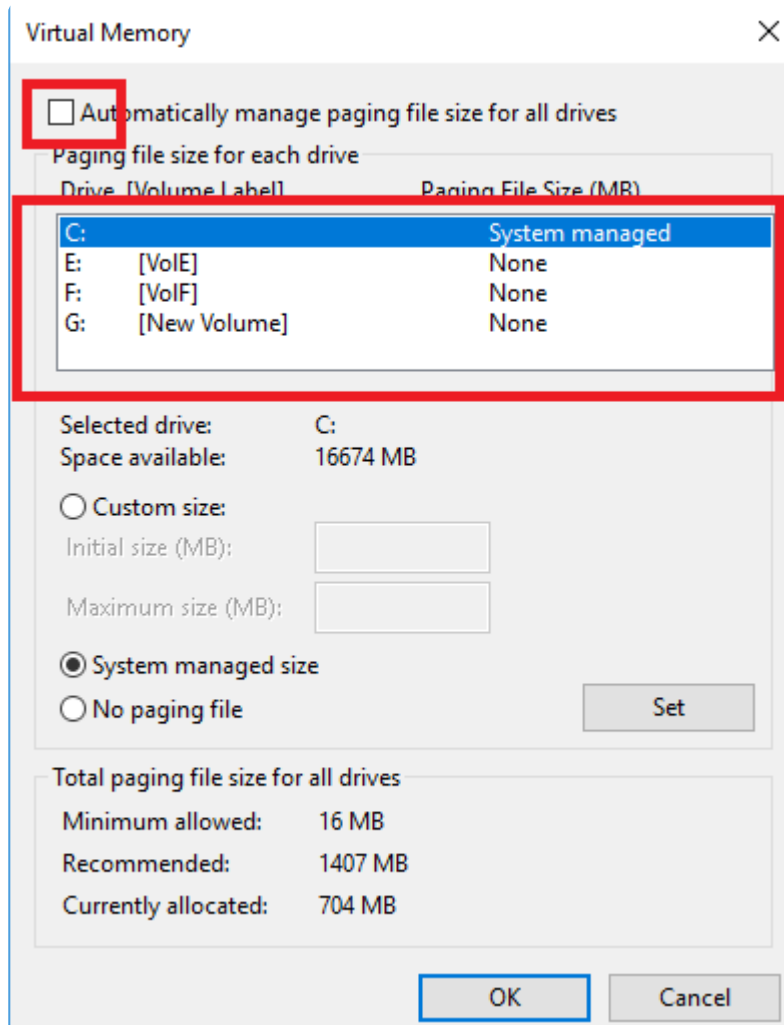 Virtual Memory
Automatically manage paging file size for all drives
Paging file size for each drive
Drive [Volume Label] Paging File Size (MB)
C: System managed
E: [VolE] None
F: [VolF] None
G: [New Volume] None
Selected drive: C:
Space available: 16674 MB
Custom size:
Initial size (MB):
Maximum size (MB):
System managed size
No paging file
Set
Total paging file size for all drives
Minimum allowed: 16 MB
Recommended: 1407 MB
Currently allocated: 704 MB
OK Cancel